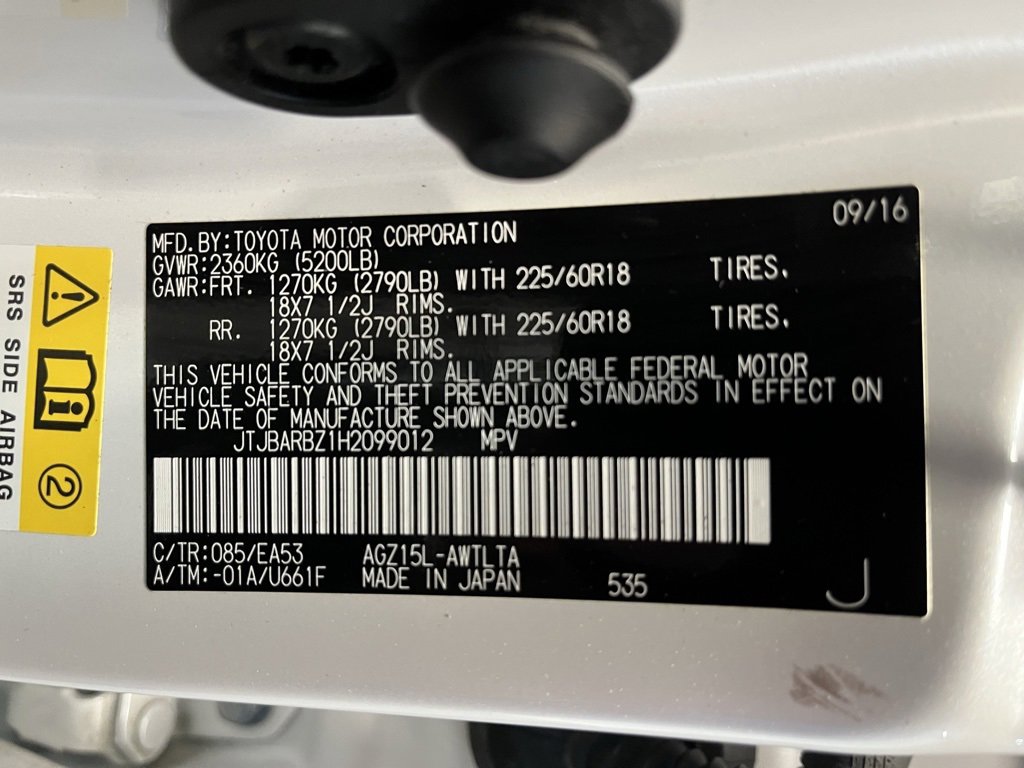 09/16
MFD.BY:TOYOTA MOTOR CORPORATION
GVWR:2360KG (5200LB)
GAWR:FRT. 1270KG (2790LB) WITH 225/60R18 TIRES.
18X7 1/2J RIMS.
RR. 1270KG (2790LB) WITH 225/60R18 TIRES.
18X7 1/2J RIMS.
THIS VEHICLE CONFORMS TO ALL APPLICABLE FEDERAL MOTOR
VEHICLE SAFETY AND THEFT PREVENTION STANDARDS IN EFFECT ON
THE DATE OF MANUFACTURE SHOWN ABOVE.
JTJBARBZ1H2099012 MPV
C/TR:085/EA53 AGZ15L-AWTLTA
A/TM:-01A/U661F MADE IN JAPAN 535 J
SRS SIDE AIRBAG
2